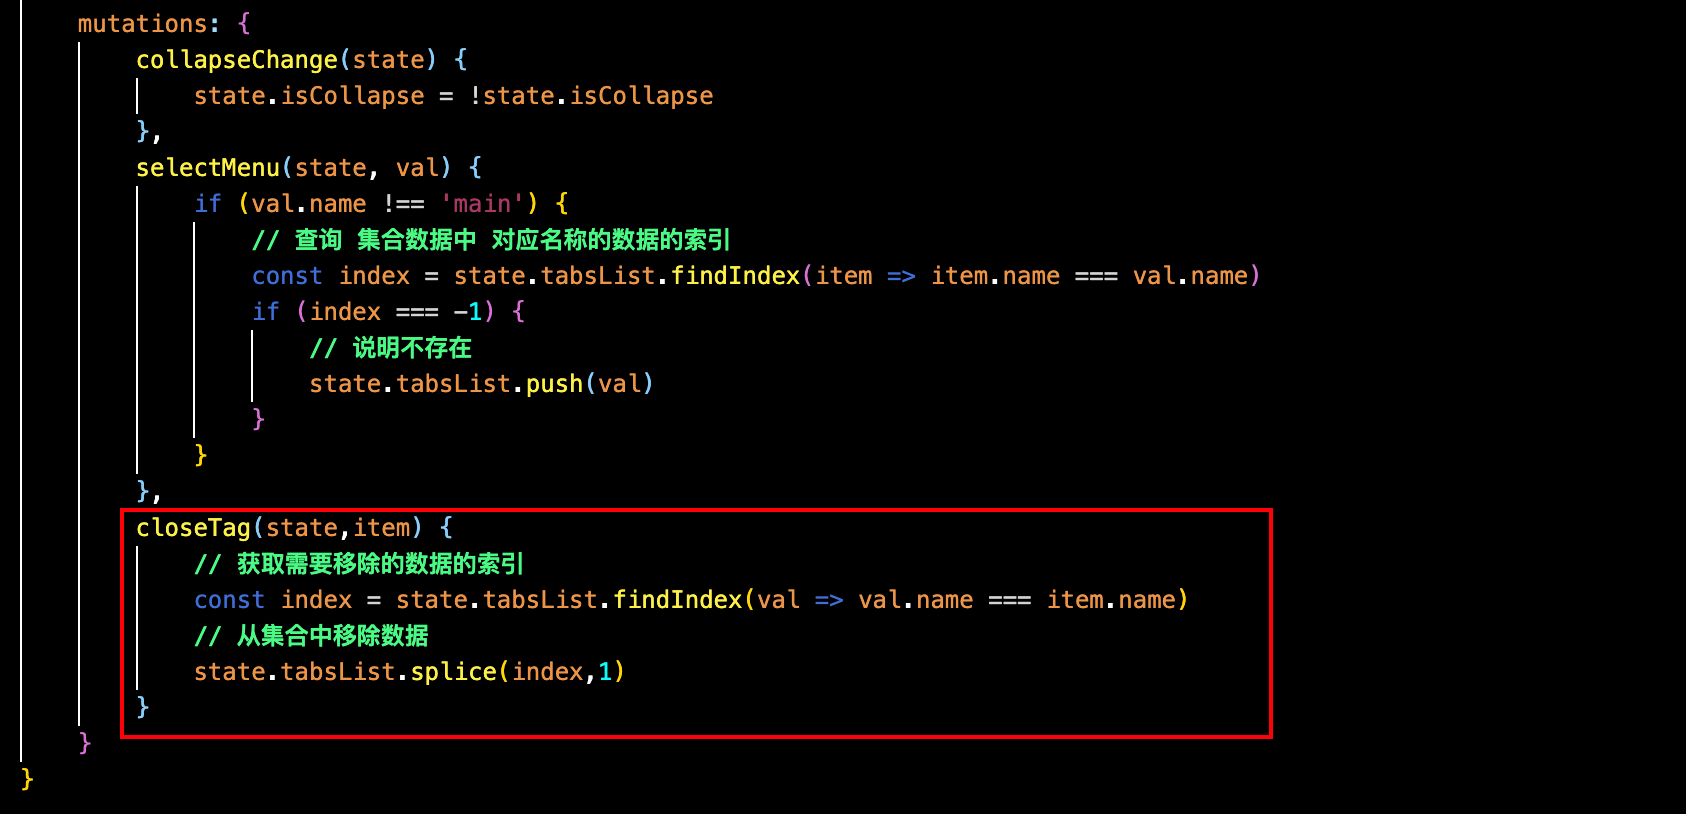 mutations: {
collapseChange(state) {
state.isCollapse = !state.isCollapse
},
selectMenu(state, val) {
if (val.name !== 'main') {
// 查询 集合数据中 对应名称的数据的索引
const index = state.tabsList.findIndex(item => item.name === val.name)
if (index === -1) {
// 说明不存在
state.tabsList.push(val)
}
}
},
closeTag(state,item) {
// 获取需要移除的数据的索引
const index = state.tabsList.findIndex(val => val.name === item.name)
// 从集合中移除数据
state.tabsList.splice(index,1)
}
}
}